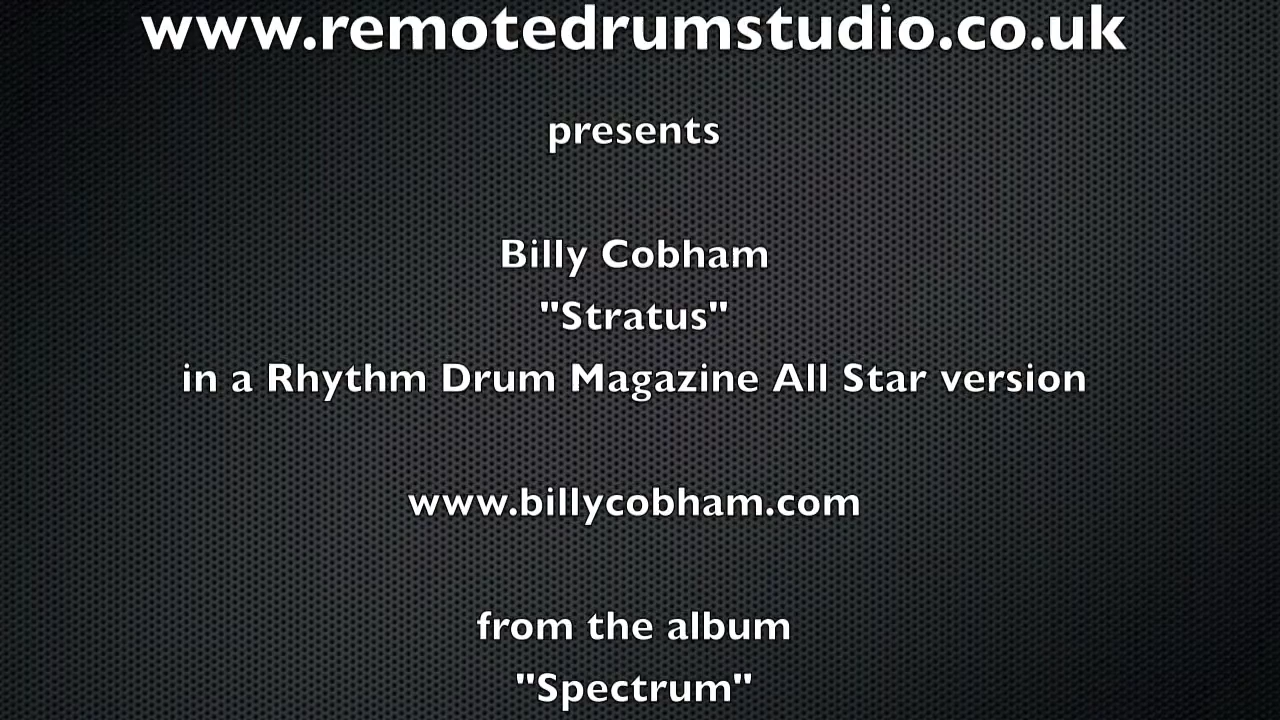 www.remotedrumstudio.co.uk
presents
Billy Cobham
"Stratus"
in a Rhythm Drum Magazine All Star version
www.billycobham.com
from the album
"Spectrum"